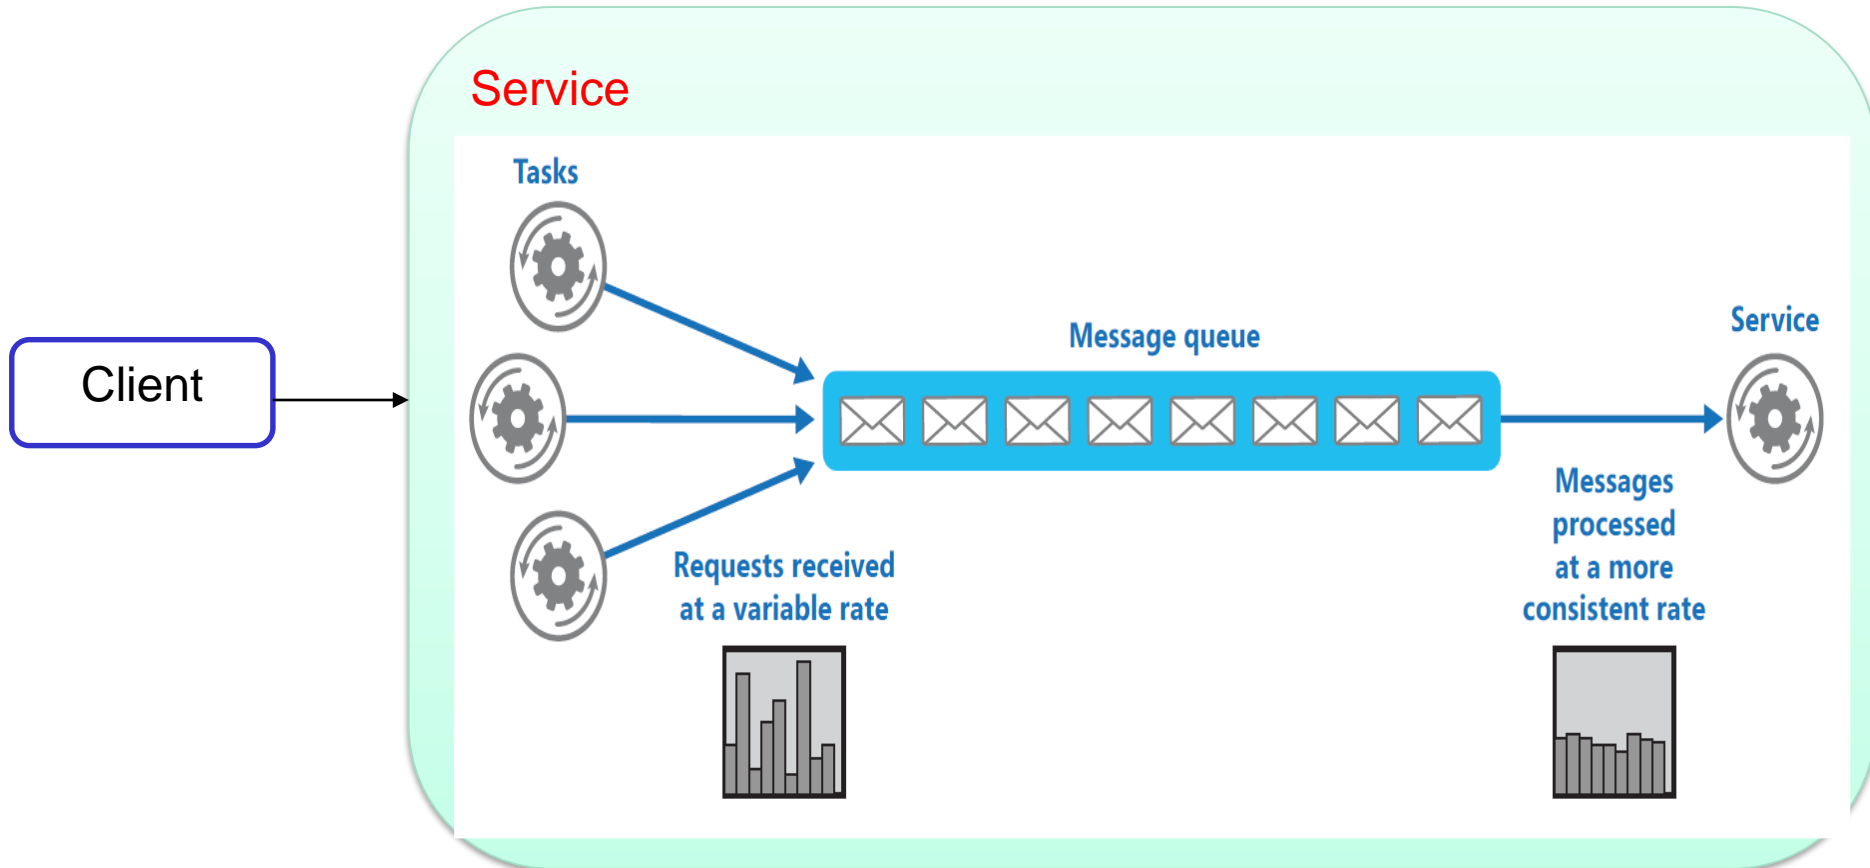 Service
Tasks
Client
Message queue
Service
Requests received
at a variable rate
Messages
processed
at a more
consistent rate